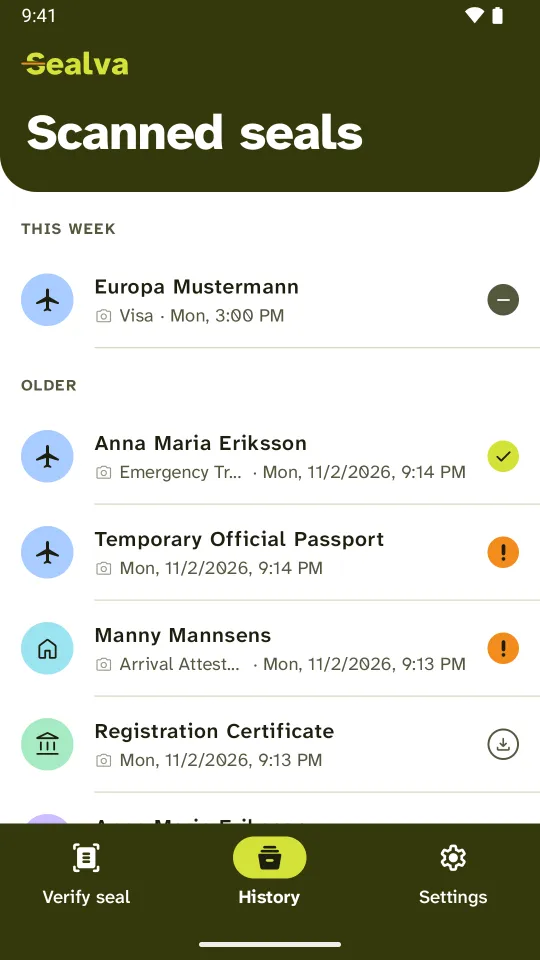 9:41
Sealva
Scanned seals
THIS WEEK
Europa Mustermann
Visa · Mon, 3:00 PM
OLDER
Anna Maria Eriksson
Emergency Tr... · Mon, 11/2/2026, 9:14 PM
Temporary Official Passport
Mon, 11/2/2026, 9:14 PM
Manny Mannsens
Arrival Attest... · Mon, 11/2/2026, 9:13 PM
Registration Certificate
Mon, 11/2/2026, 9:13 PM
Verify seal
History
Settings